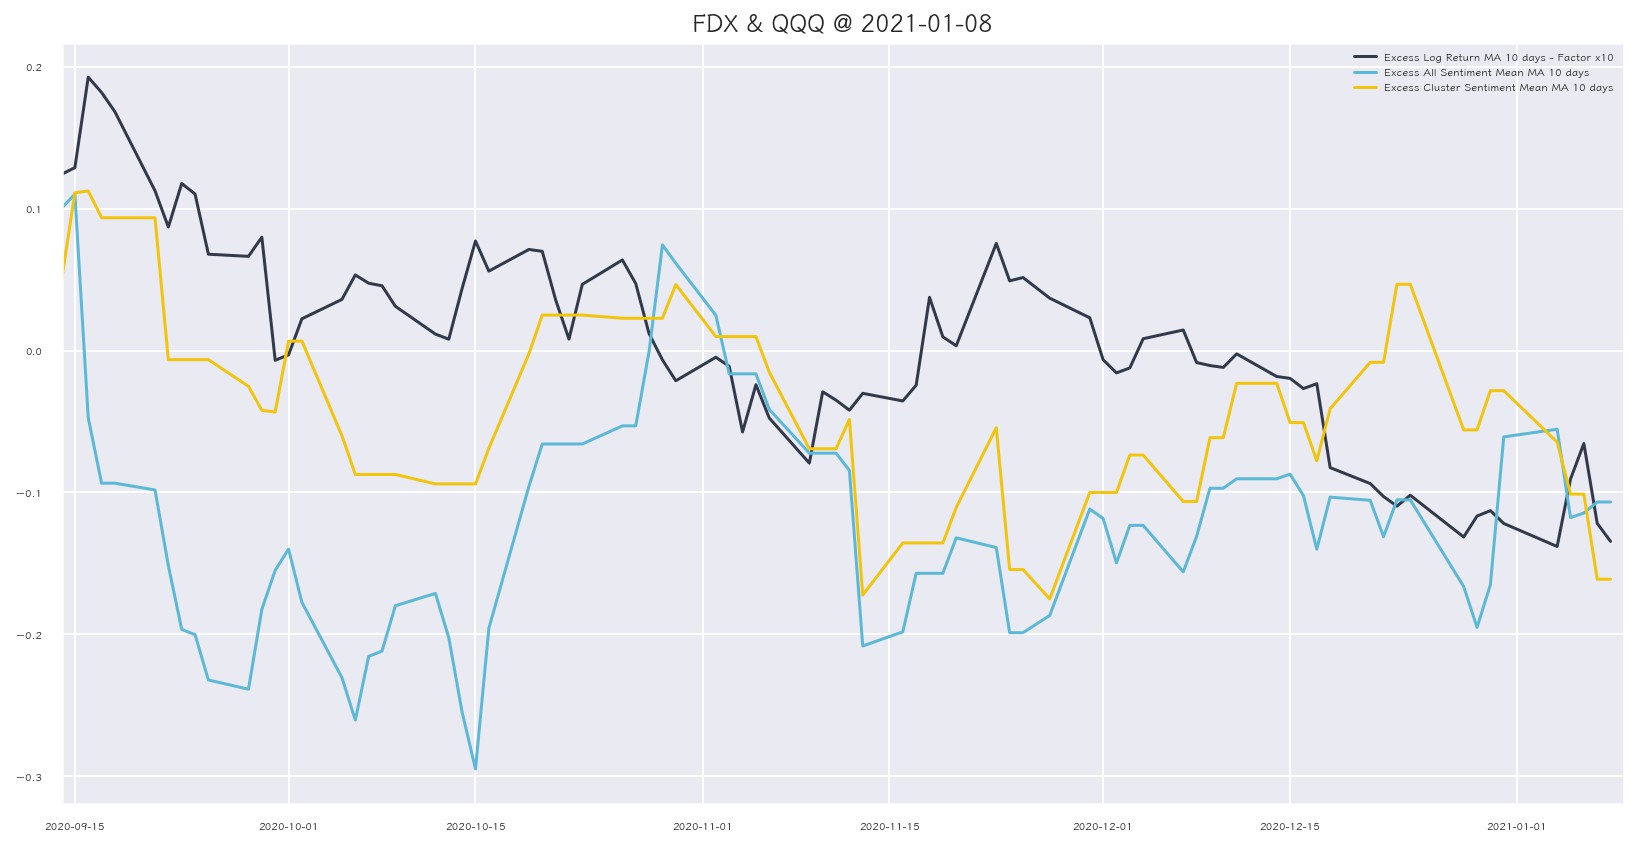 FDX & QQQ @ 2021-01-08
Excess Log Return MA 10 days - Factor x10
Excess All Sentiment Mean MA 10 days
Excess Cluster Sentiment Mean MA 10 days
0.2
0.1
0.0
−0.1
−0.2
−0.3
2020-09-15 2020-10-01 2020-10-15 2020-11-01 2020-11-15 2020-12-01 2020-12-15 2021-01-01